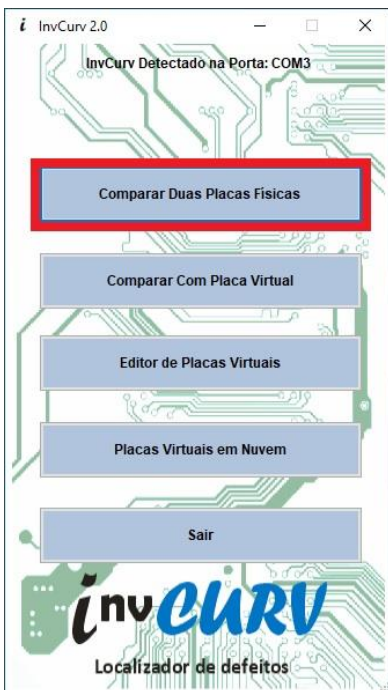 i InvCurv 2.0
InvCurv Detectado na Porta: COM3
Comparar Duas Placas Físicas
Comparar Com Placa Virtual
Editor de Placas Virtuais
Placas Virtuais em Nuvem
Sair
invCURV
Localizador de defeitos